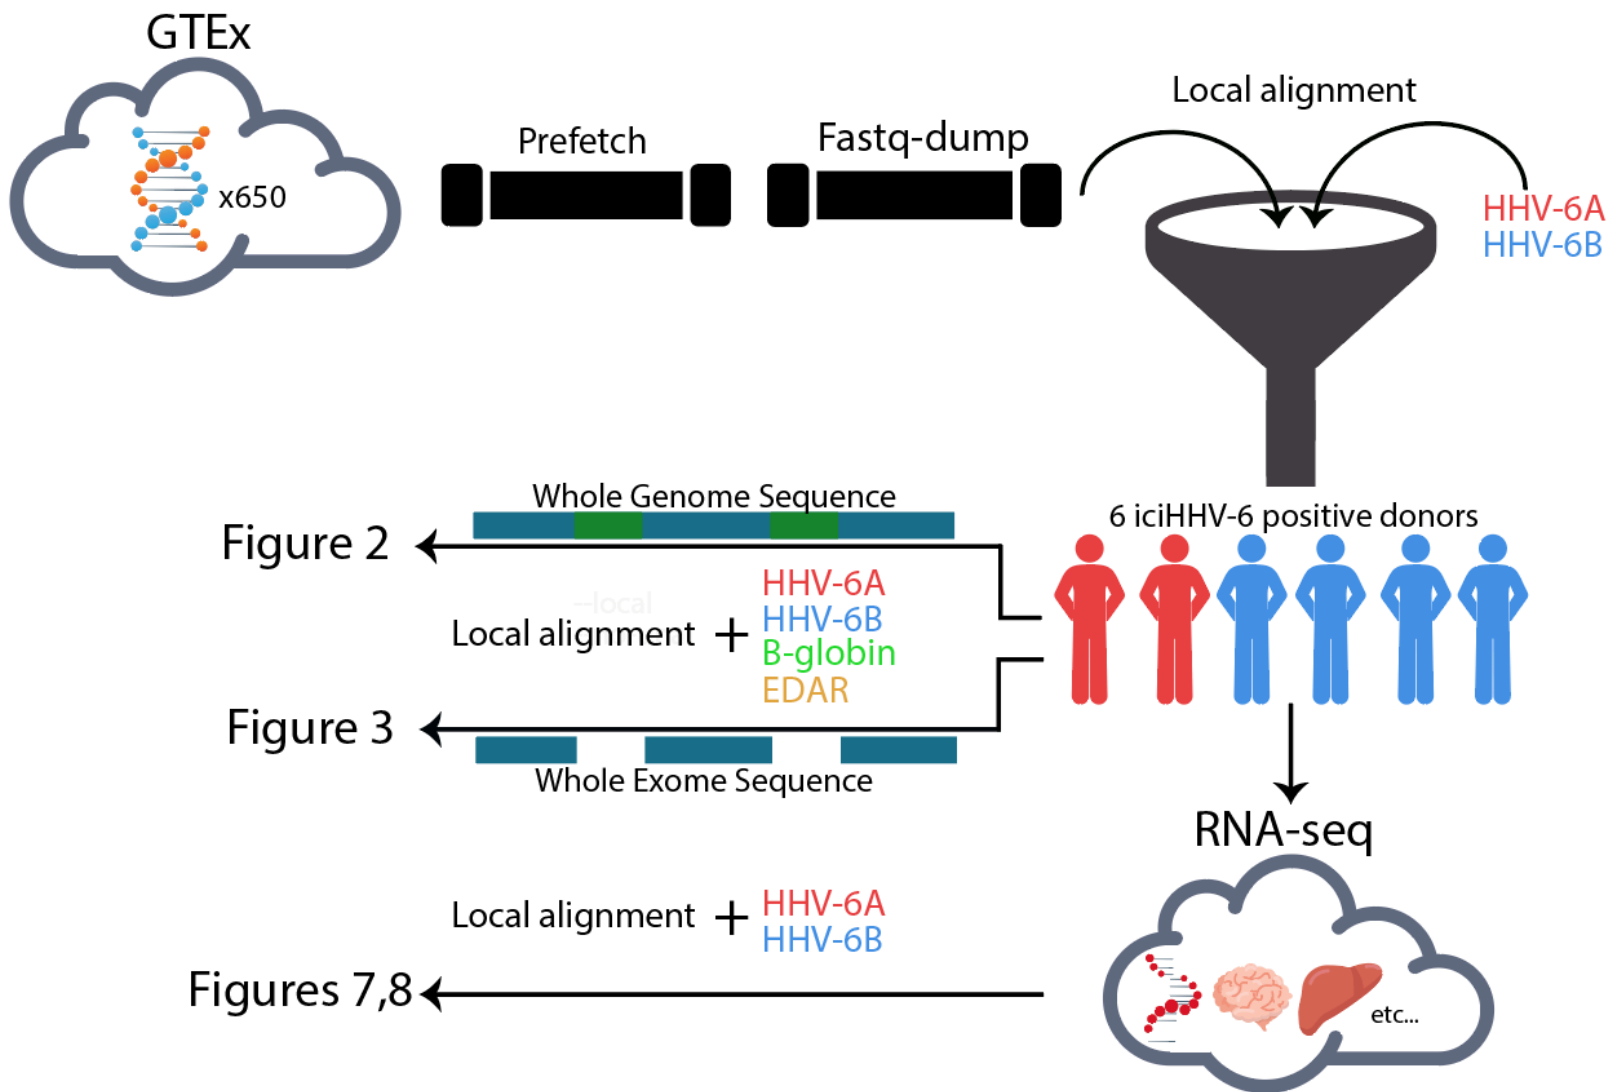 GTEx
x650
Prefetch
Fastq-dump
Local alignment
HHV-6A
HHV-6B
Whole Genome Sequence
Figure 2
--local
Local alignment +
HHV-6A
HHV-6B
B-globin
EDAR
Figure 3
Whole Exome Sequence
6 iciHHV-6 positive donors
RNA-seq
etc...
Local alignment +
HHV-6A
HHV-6B
Figures 7,8